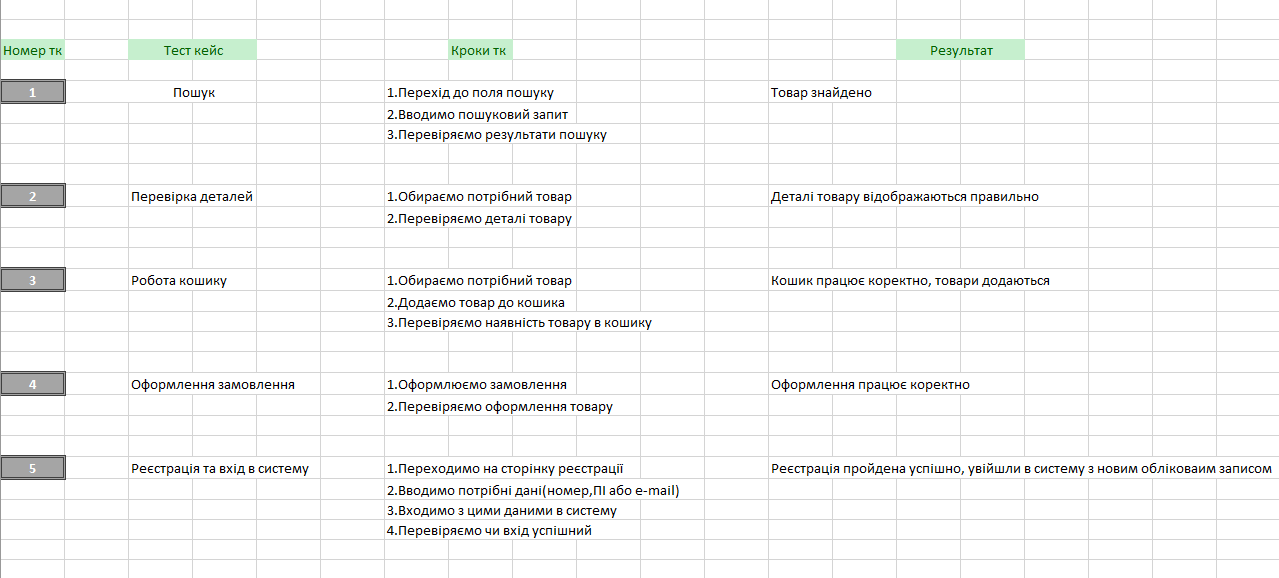 Номер тк Тест кейс Кроки тк Результат
1 Пошук 1.Перехід до поля пошуку Товар знайдено
2.Вводимо пошуковий запит
3.Перевіряємо результати пошуку
2 Перевірка деталей 1.Обираємо потрібний товар Деталі товару відображаються правильно
2.Перевіряємо деталі товару
3 Робота кошику 1.Обираємо потрібний товар Кошик працює коректно, товари додаються
2.Додаємо товар до кошика
3.Перевіряємо наявність товару в кошику
4 Оформлення замовлення 1.Оформлюємо замовлення Оформлення працює коректно
2.Перевіряємо оформлення товару
5 Реєстрація та вхід в систему 1.Переходимо на сторінку реєстрації Реєстрація пройдена успішно, увійшли в систему з новим обліковаим записом
2.Вводимо потрібні дані(номер,ПІ або e-mail)
3.Входимо з цими даними в систему
4.Перевіряємо чи вхід успішний